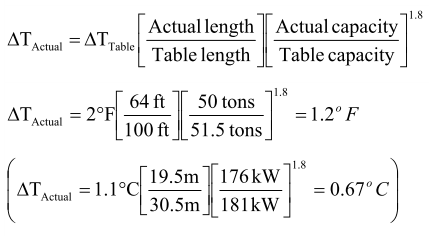 ΔT_Actual = ΔT_Table [Actual length / Table length] [Actual capacity / Table capacity]^1.8
ΔT_Actual = 2°F [64 ft / 100 ft] [50 tons / 51.5 tons]^1.8 = 1.2° F
(ΔT_Actual = 1.1°C [19.5m / 30.5m] [176 kW / 181kW]^1.8 = 0.67° C)